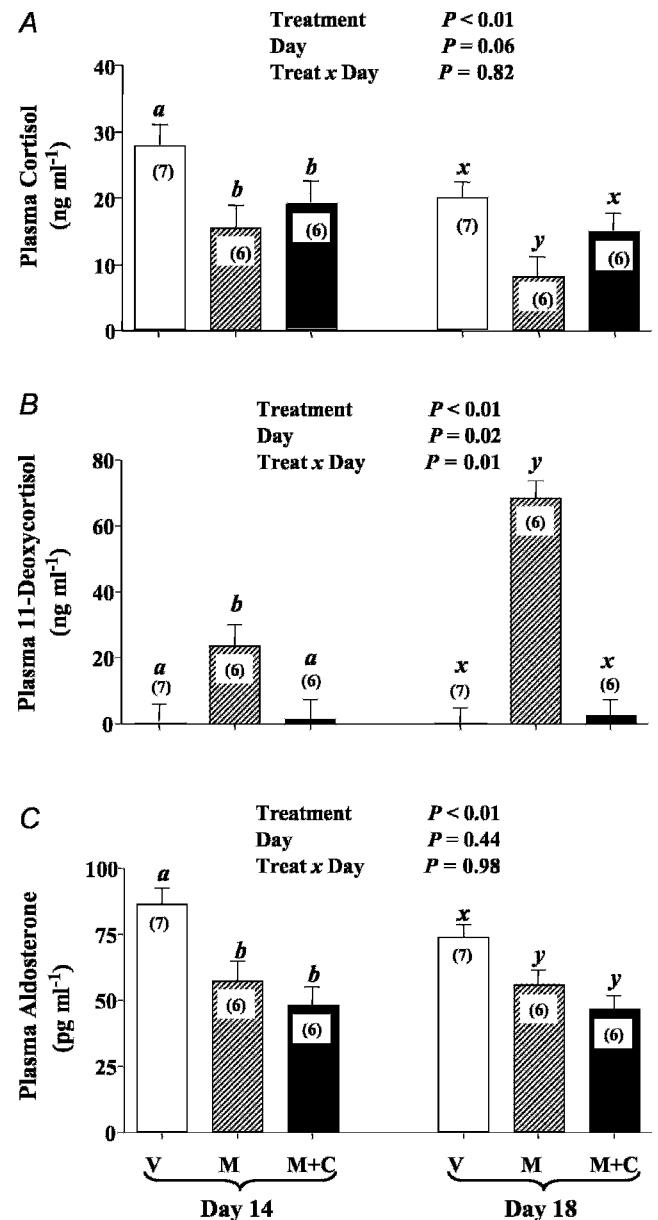 A
Treatment P < 0.01
Day P = 0.06
Treat x Day P = 0.82
Plasma Cortisol
(ng ml-1)
40
30
20
10
0
a
b
b
x
y
x
(7)
(6)
(6)
(7)
(6)
(6)
B
Treatment P < 0.01
Day P = 0.02
Treat x Day P = 0.01
Plasma 11-Deoxycortisol
(ng ml-1)
80
60
40
20
0
a
b
a
x
y
x
(7)
(6)
(6)
(7)
(6)
(6)
C
Treatment P < 0.01
Day P = 0.44
Treat x Day P = 0.98
Plasma Aldosterone
(pg ml-1)
100
75
50
25
0
a
b
b
x
y
y
(7)
(6)
(6)
(7)
(6)
(6)
V M M+C V M M+C
Day 14 Day 18